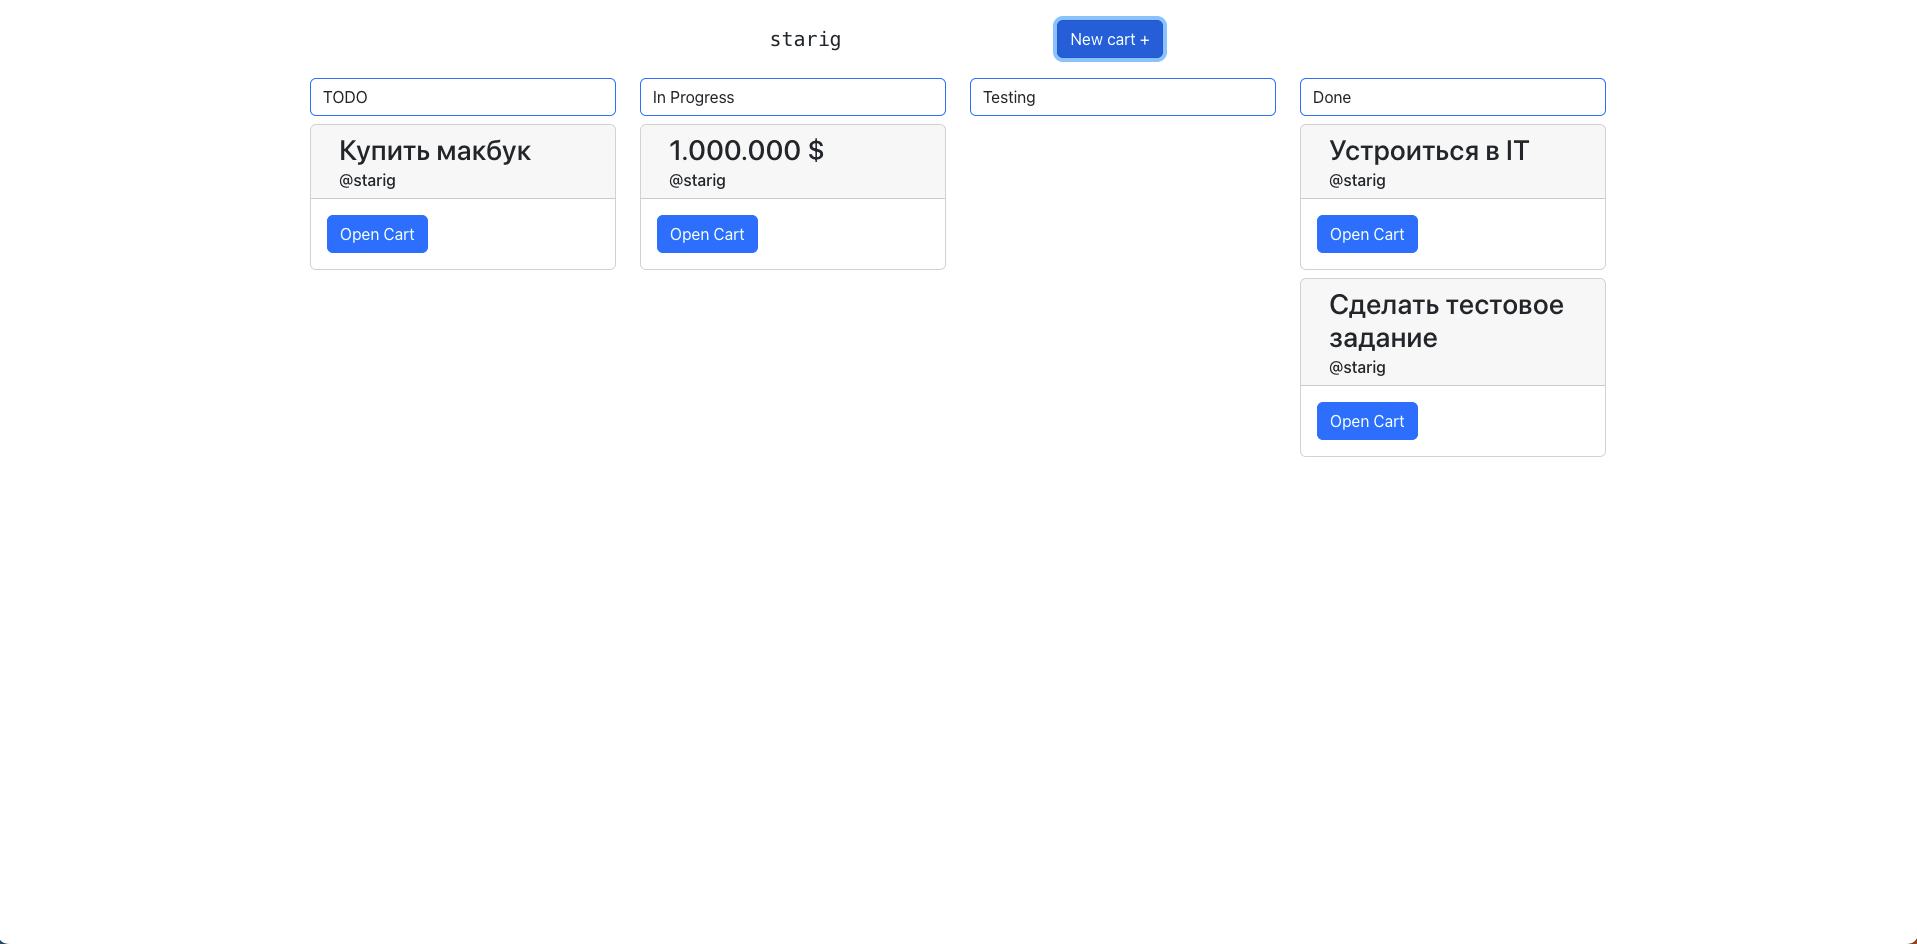 starig
New cart +
TODO
Купить макбук
@starig
Open Cart
In Progress
1.000.000 $
@starig
Open Cart
Testing
Done
Устроиться в IT
@starig
Open Cart
Сделать тестовое
задание
@starig
Open Cart